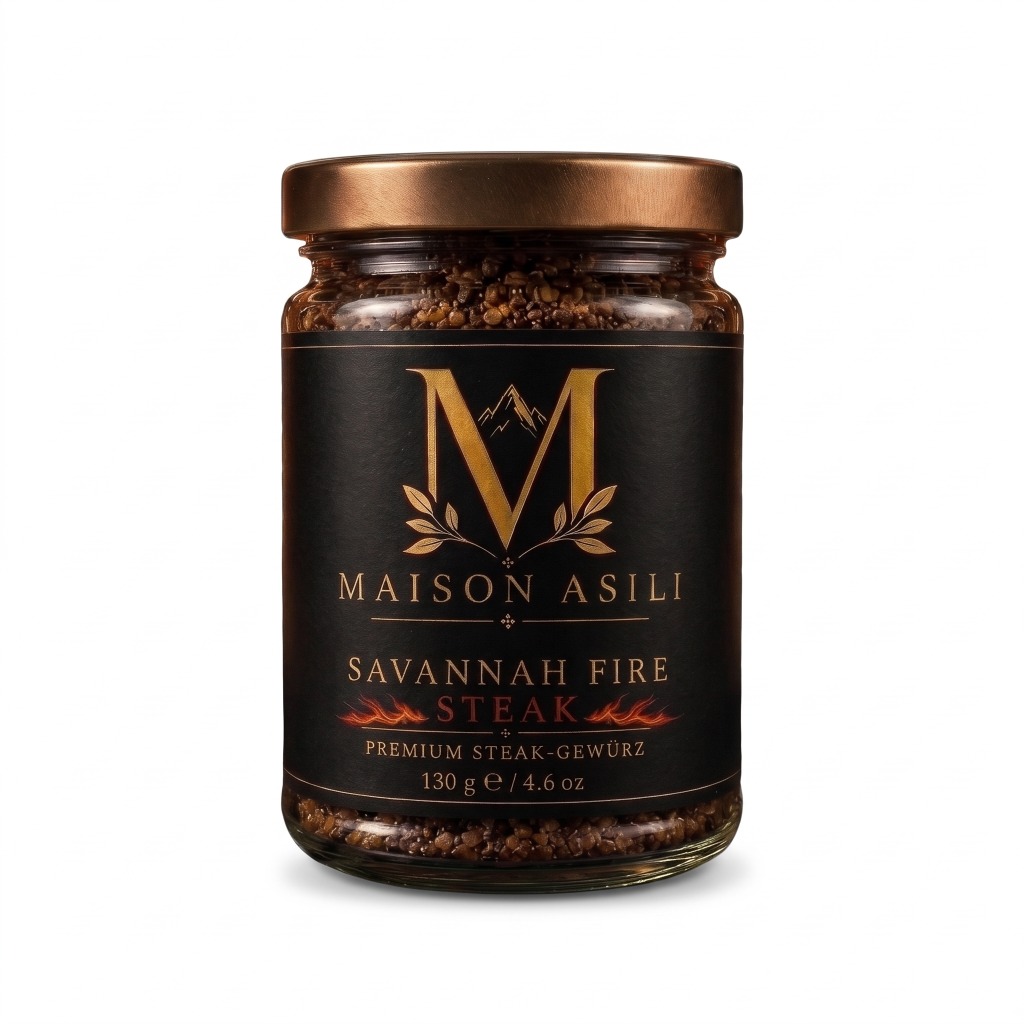 M
MAISON ASILI
SAVANNAH FIRE
STEAK
PREMIUM STEAK-GEWÜRZ
130 g ℮ / 4.6 oz